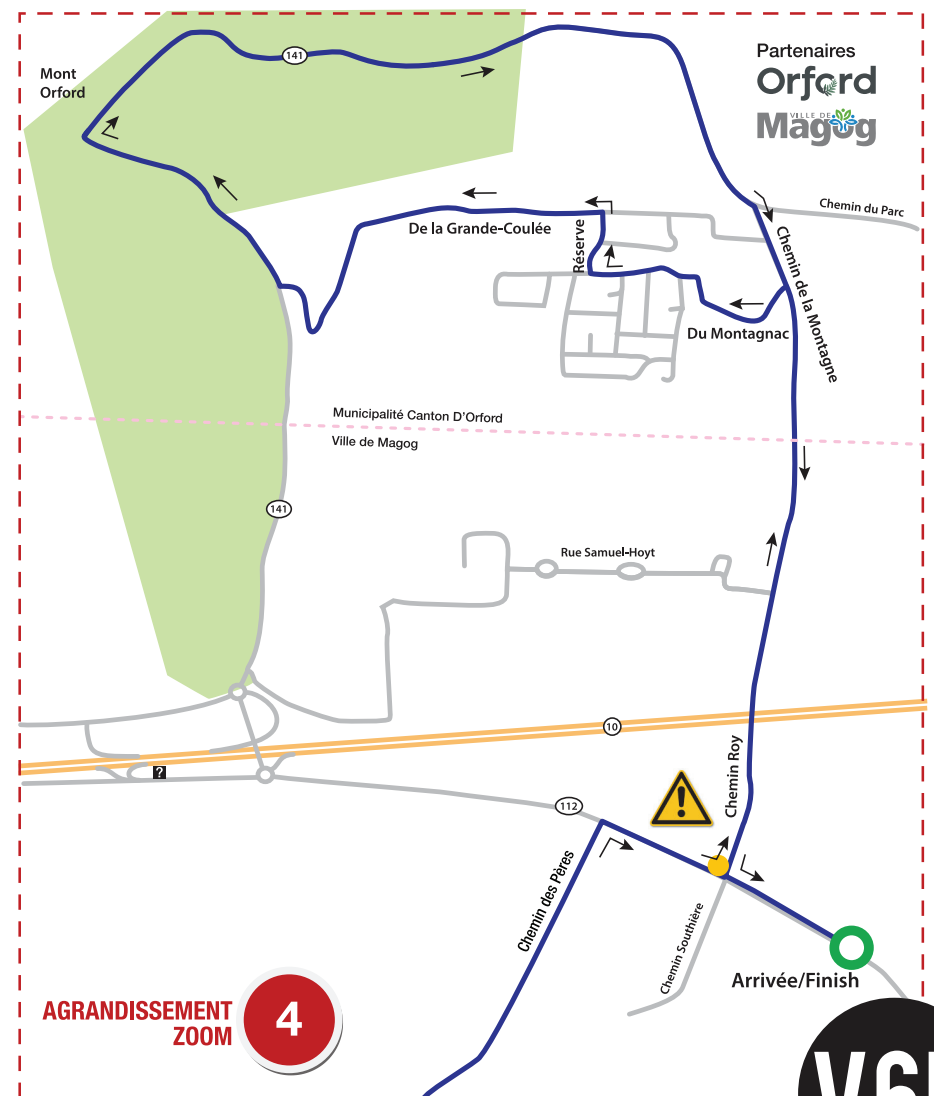 Partenaires
Orford
VILLE DE
Magog
Mont
Orford
141
Chemin du Parc
De la Grande-Coulée
Réserve
Chemin de la Montagne
Du Montagnac
Municipalité Canton D'Orford
Ville de Magog
141
Rue Samuel-Hoyt
10
?
112
Chemin Roy
!
Chemin des Pères
Chemin Southière
Arrivée/Finish
AGRANDISSEMENT
ZOOM
4